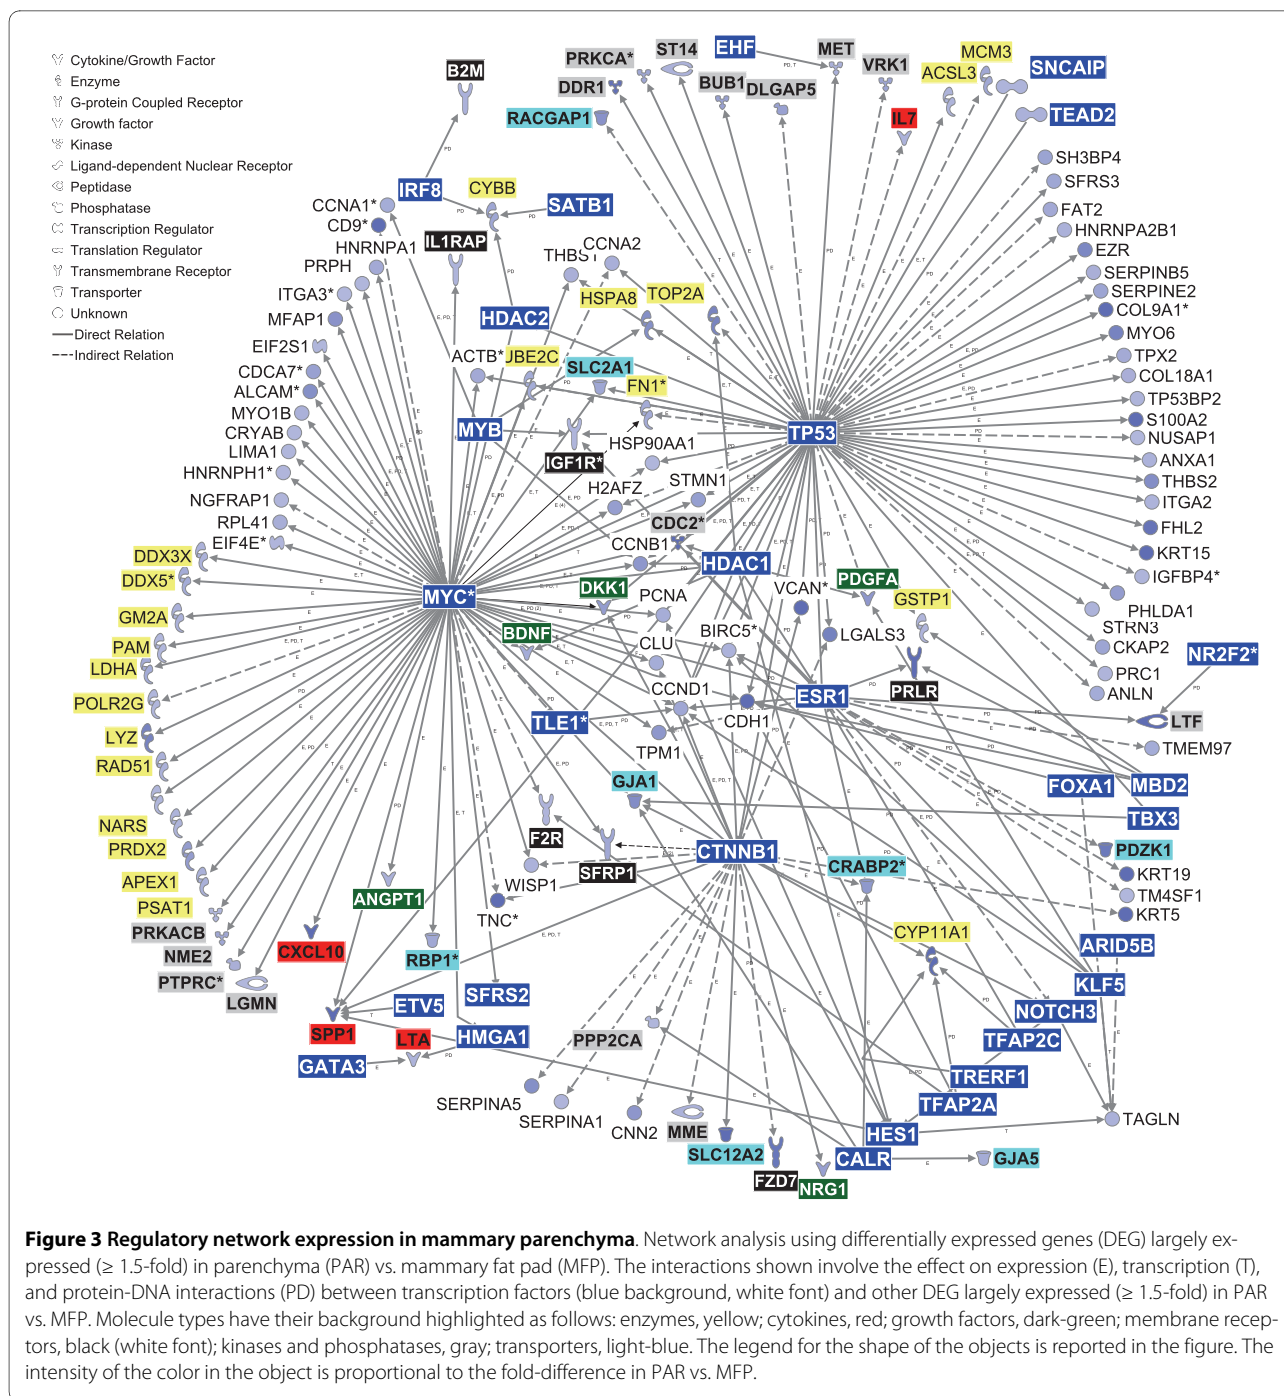 Cytokine/Growth Factor
Enzyme
G-protein Coupled Receptor
Growth factor
Kinase
Ligand-dependent Nuclear Receptor
Peptidase
Phosphatase
Transcription Regulator
Translation Regulator
Transmembrane Receptor
Transporter
Unknown
Direct Relation
Indirect Relation
B2M
PRKCA*
ST14
EHF
MET
VRK1
MCM3
ACSL3
SNCAIP
DDR1
BUB1
DLGAP5
RACGAP1
IL7
TEAD2
IRF8
CYBB
SATB1
CCNA1*
CD9*
HNRNPA1
IL1RAP
PRPH
ITGA3*
MFAP1
EIF2S1
CDCA7*
ALCAM*
MYO1B
CRYAB
LIMA1
HNRNPH1*
NGFRAP1
RPL41
EIF4E*
THBS1
CCNA2
HSPA8
TOP2A
HDAC2
ACTB*
UBE2C
SLC2A1
FN1*
MYB
IGF1R*
HSP90AA1
H2AFZ
STMN1
CDC2*
CCNB1
HDAC1
TP53
SH3BP4
SFRS3
FAT2
HNRNPA2B1
EZR
SERPINB5
SERPINE2
COL9A1*
MYO6
TPX2
COL18A1
TP53BP2
S100A2
NUSAP1
ANXA1
THBS2
ITGA2
FHL2
KRT15
IGFBP4*
PHLDA1
STRN3
CKAP2
PRC1
ANLN
NR2F2*
LTF
TMEM97
DDX3X
DDX5*
GM2A
PAM
LDHA
POLR2G
LYZ
RAD51
NARS
PRDX2
APEX1
PSAT1
PRKACB
NME2
PTPRC*
LGMN
MYC*
DKK1
PCNA
BDNF
CLU
BIRC5*
VCAN*
PDGFA
GSTP1
LGALS3
PRLR
ESR1
CCND1
CDH1
TLE1*
TPM1
GJA1
F2R
SFRP1
WISP1
TNC*
CTNNB1
CRABP2*
FOXA1
MBD2
TBX3
PDZK1
KRT19
TM4SF1
KRT5
CYP11A1
ARID5B
KLF5
NOTCH3
TFAP2C
TRERF1
TFAP2A
HES1
CALR
TAGLN
GJA5
ANGPT1
CXCL10
RBP1*
SFRS2
ETV5
SPP1
LTA
HMGA1
GATA3
PPP2CA
SERPINA5
SERPINA1
CNN2
MME
SLC12A2
FZD7
NRG1
Figure 3 Regulatory network expression in mammary parenchyma. Network analysis using differentially expressed genes (DEG) largely ex-
pressed (≥ 1.5-fold) in parenchyma (PAR) vs. mammary fat pad (MFP). The interactions shown involve the effect on expression (E), transcription (T),
and protein-DNA interactions (PD) between transcription factors (blue background, white font) and other DEG largely expressed (≥ 1.5-fold) in PAR
vs. MFP. Molecule types have their background highlighted as follows: enzymes, yellow; cytokines, red; growth factors, dark-green; membrane recep-
tors, black (white font); kinases and phosphatases, gray; transporters, light-blue. The legend for the shape of the objects is reported in the figure. The
intensity of the color in the object is proportional to the fold-difference in PAR vs. MFP.